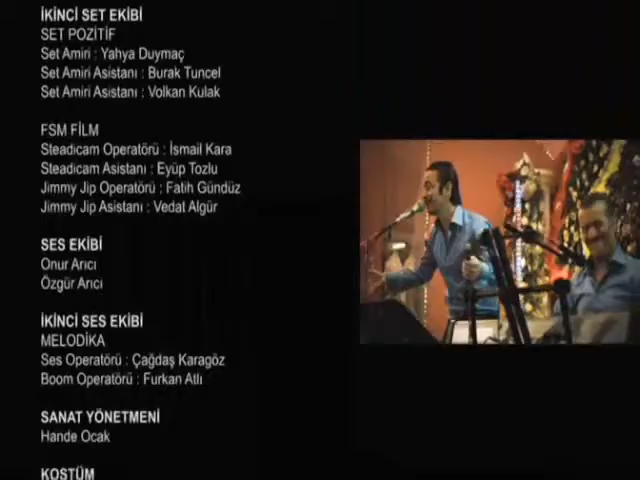 İKİNCİ SET EKİBİ
SET POZİTİF
Set Amiri : Yahya Duymaç
Set Amiri Asistanı : Burak Tuncel
Set Amiri Asistanı : Volkan Kulak
FSM FİLM
Steadicam Operatörü : İsmail Kara
Steadicam Asistanı : Eyüp Tozlu
Jimmy Jip Operatörü : Fatih Gündüz
Jimmy Jip Asistanı : Vedat Algür
SES EKİBİ
Onur Arıcı
Özgür Arıcı
İKİNCİ SES EKİBİ
MELODİKA
Ses Operatörü : Çağdaş Karagöz
Boom Operatörü : Furkan Atlı
SANAT YÖNETMENİ
Hande Ocak
KOSTÜM